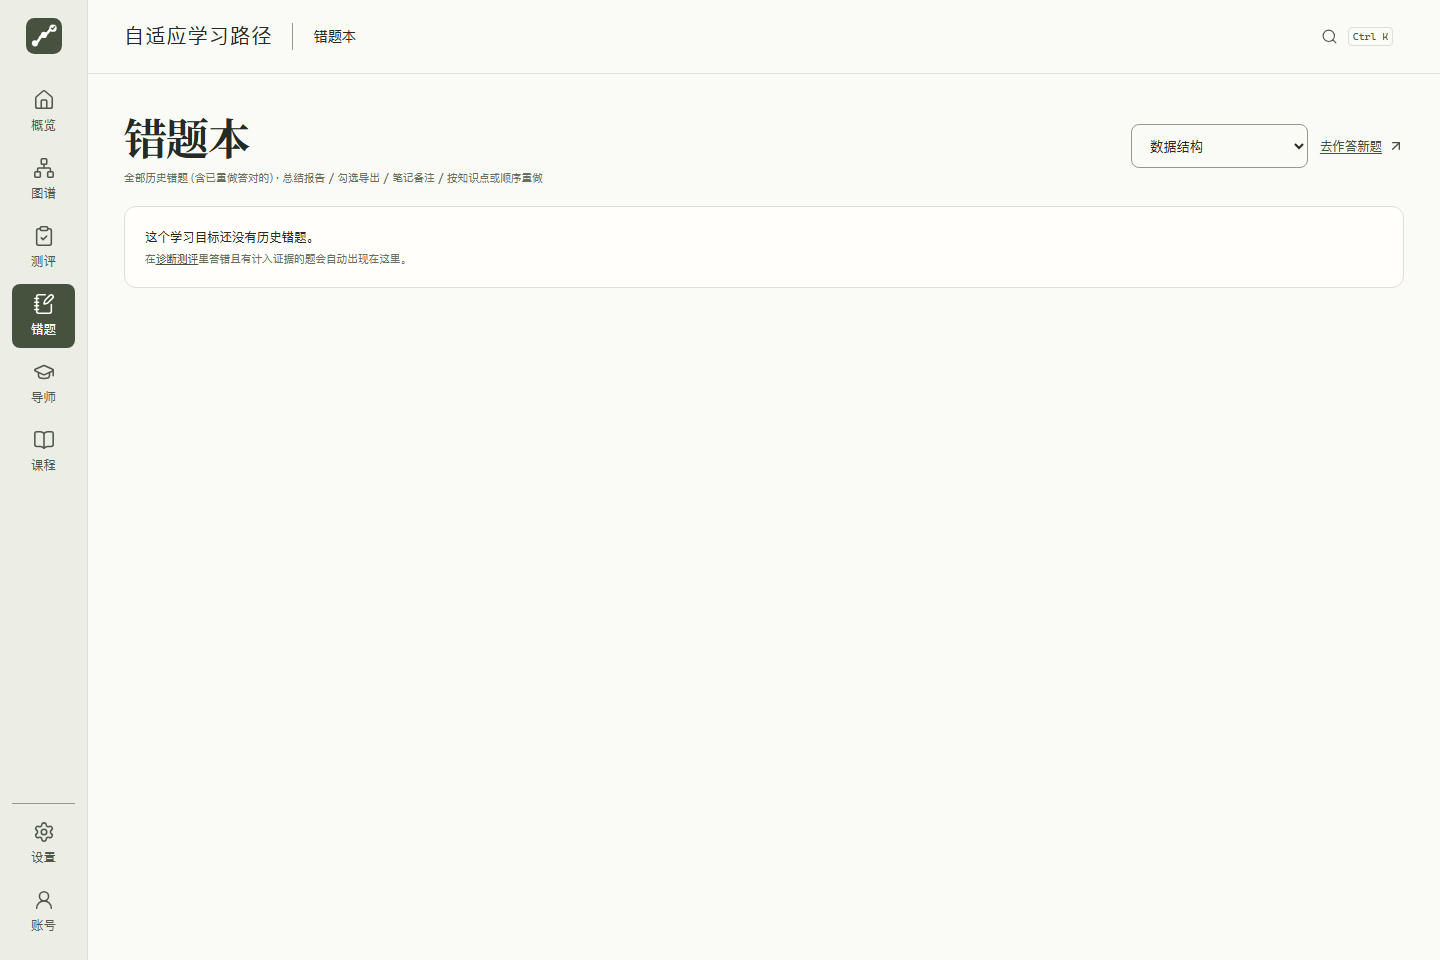 自适应学习路径
错题本
Ctrl K
概览
图谱
测评
错题
导师
课程
设置
账号
错题本
全部历史错题 (含已重做答对的) · 总结报告 / 勾选导出 / 笔记备注 / 按知识点或顺序重做
数据结构
去作答新题
这个学习目标还没有历史错题。
在诊断测评里答错且有计入证据的题会自动出现在这里。